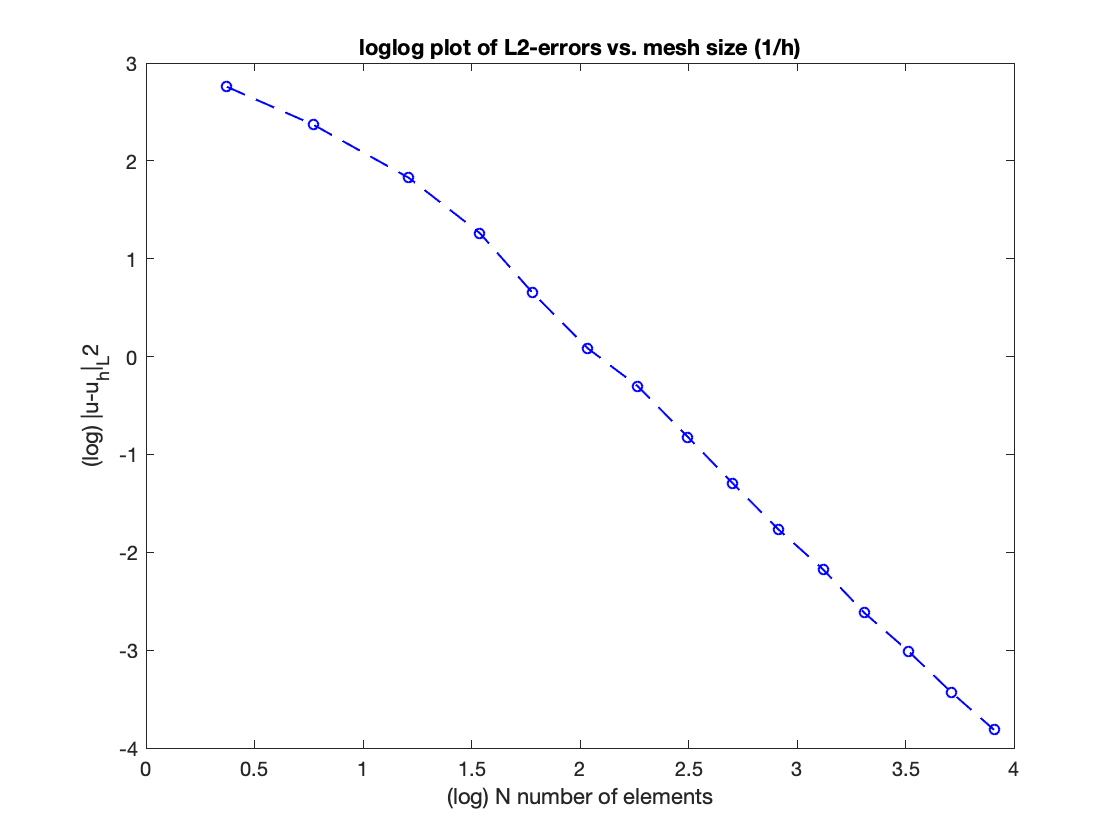 loglog plot of L2-errors vs. mesh size (1/h)
3
2
1
0
-1
-2
-3
-4
(log) |u-u_h|_L2
0 0.5 1 1.5 2 2.5 3 3.5 4
(log) N number of elements